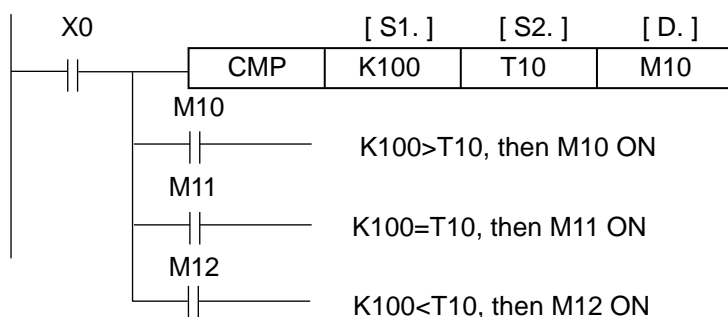 X0 [ S1. ] [ S2. ] [ D. ]
CMP K100 T10 M10
M10
K100>T10, then M10 ON
M11
K100=T10, then M11 ON
M12
K100<T10, then M12 ON